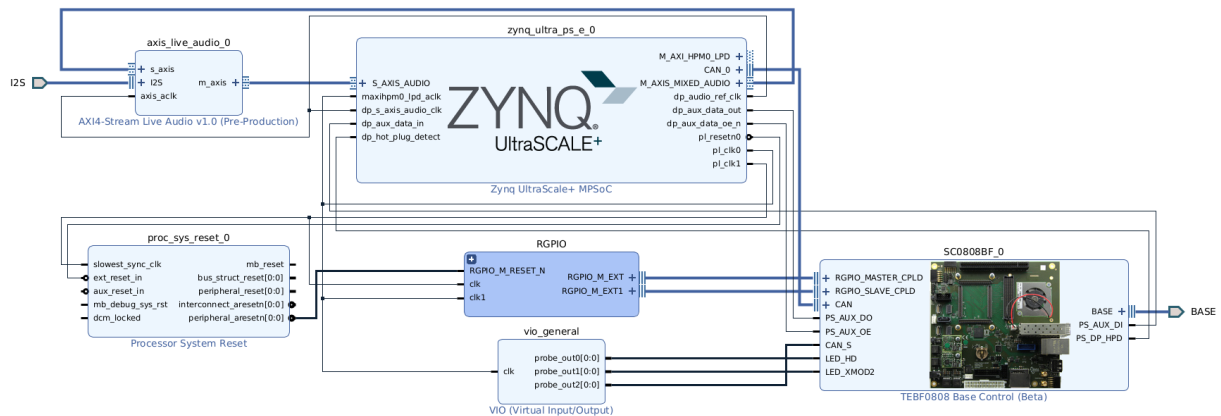 zynq_ultra_ps_e_0
axis_live_audio_0
M_AXI_HPM0_LPD
s_axis
CAN_0
I2S
I2S
m_axis
S_AXIS_AUDIO
M_AXIS_MIXED_AUDIO
axis_aclk
maxihpm0_lpd_aclk
dp_audio_ref_clk
dp_s_axis_audio_clk
dp_aux_data_out
AXI4-Stream Live Audio v1.0 (Pre-Production)
dp_aux_data_in
dp_aux_data_oe_n
dp_hot_plug_detect
pl_resetn0
pl_clk0
pl_clk1
ZYNQ
UltraSCALE+
Zynq UltraScale+ MPSoC
proc_sys_reset_0
slowest_sync_clk
mb_reset
ext_reset_in
bus_struct_reset[0:0]
aux_reset_in
peripheral_reset[0:0]
mb_debug_sys_rst
interconnect_aresetn[0:0]
dcm_locked
peripheral_aresetn[0:0]
Processor System Reset
RGPIO
RGPIO_M_RESET_N
RGPIO_M_EXT
clk
RGPIO_M_EXT1
clk1
vio_general
probe_out0[0:0]
clk
probe_out1[0:0]
probe_out2[0:0]
VIO (Virtual Input/Output)
SC0808BF_0
RGPIO_MASTER_CPLD
RGPIO_SLAVE_CPLD
CAN
BASE
BASE
PS_AUX_DO
PS_AUX_DI
PS_AUX_OE
PS_DP_HPD
CAN_S
LED_HD
LED_XMOD2
TEBF0808 Base Control (Beta)